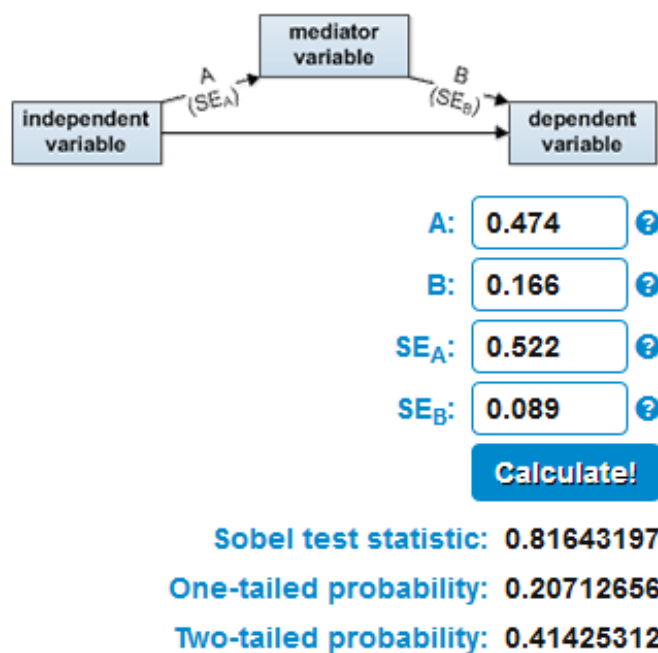 mediator
variable
A
(SEA)
B
(SEB)
independent
variable
dependent
variable
A: 0.474 ?
B: 0.166 ?
SEA: 0.522 ?
SEB: 0.089 ?
Calculate!
Sobel test statistic: 0.81643197
One-tailed probability: 0.20712656
Two-tailed probability: 0.41425312